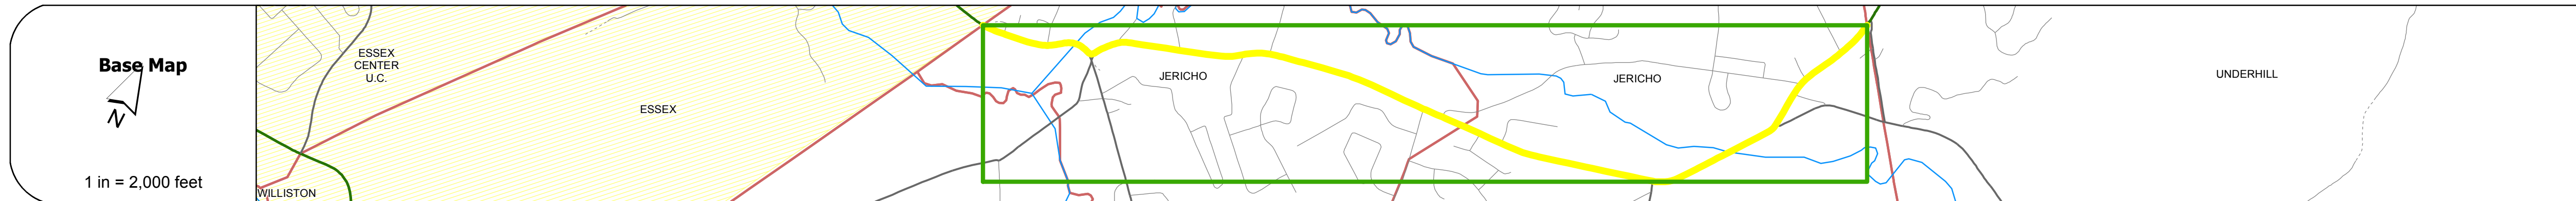 Base Map
N
1 in = 2,000 feet
ESSEX
CENTER
U.C.
WILLISTON
ESSEX
JERICHO
JERICHO
UNDERHILL